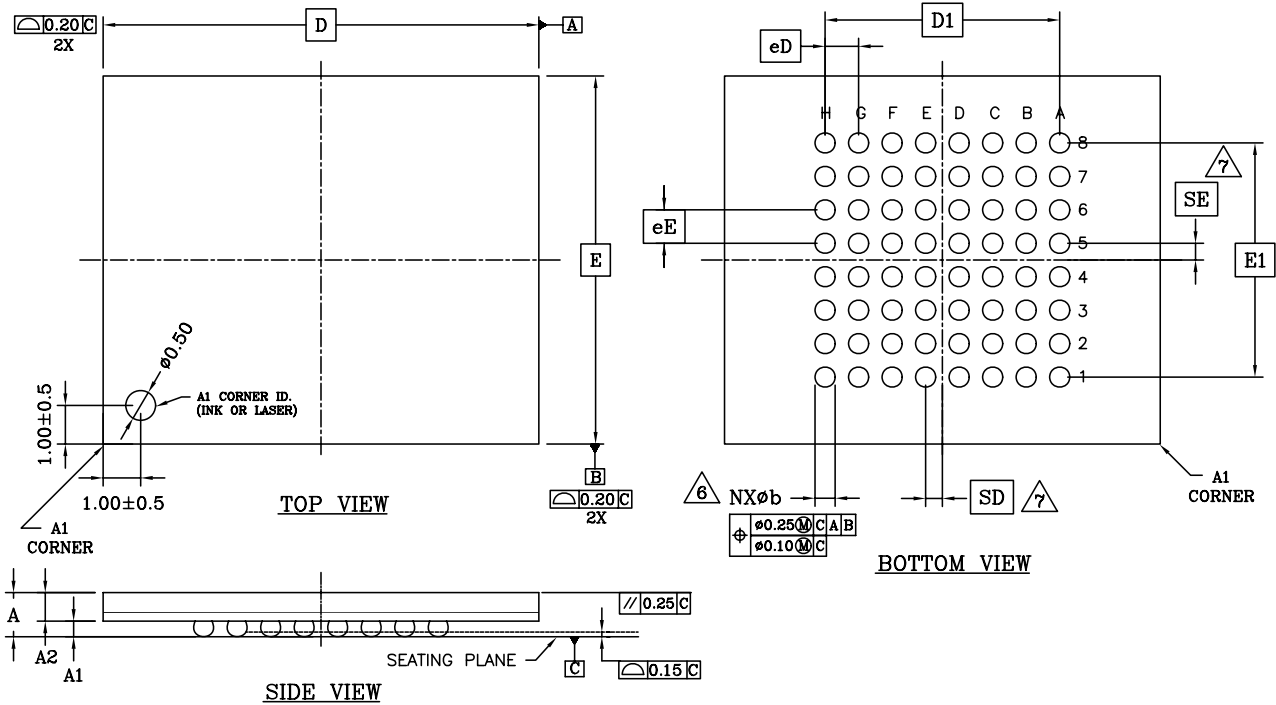 ⌓ 0.20 C
2X
D
A
E
ø0.50
A1 CORNER ID.
(INK OR LASER)
1.00±0.5
1.00±0.5
B
⌓ 0.20 C
2X
TOP VIEW
A1
CORNER
D1
eD
H G F E D C B A
8
7
6
5
4
3
2
1
7
SE
eE
E1
6
NXøb
SD
7
⌖ ø0.25Ⓜ C A B
ø0.10Ⓜ C
A1
CORNER
BOTTOM VIEW
A
A2
A1
// 0.25 C
SEATING PLANE
C
⌓ 0.15 C
SIDE VIEW